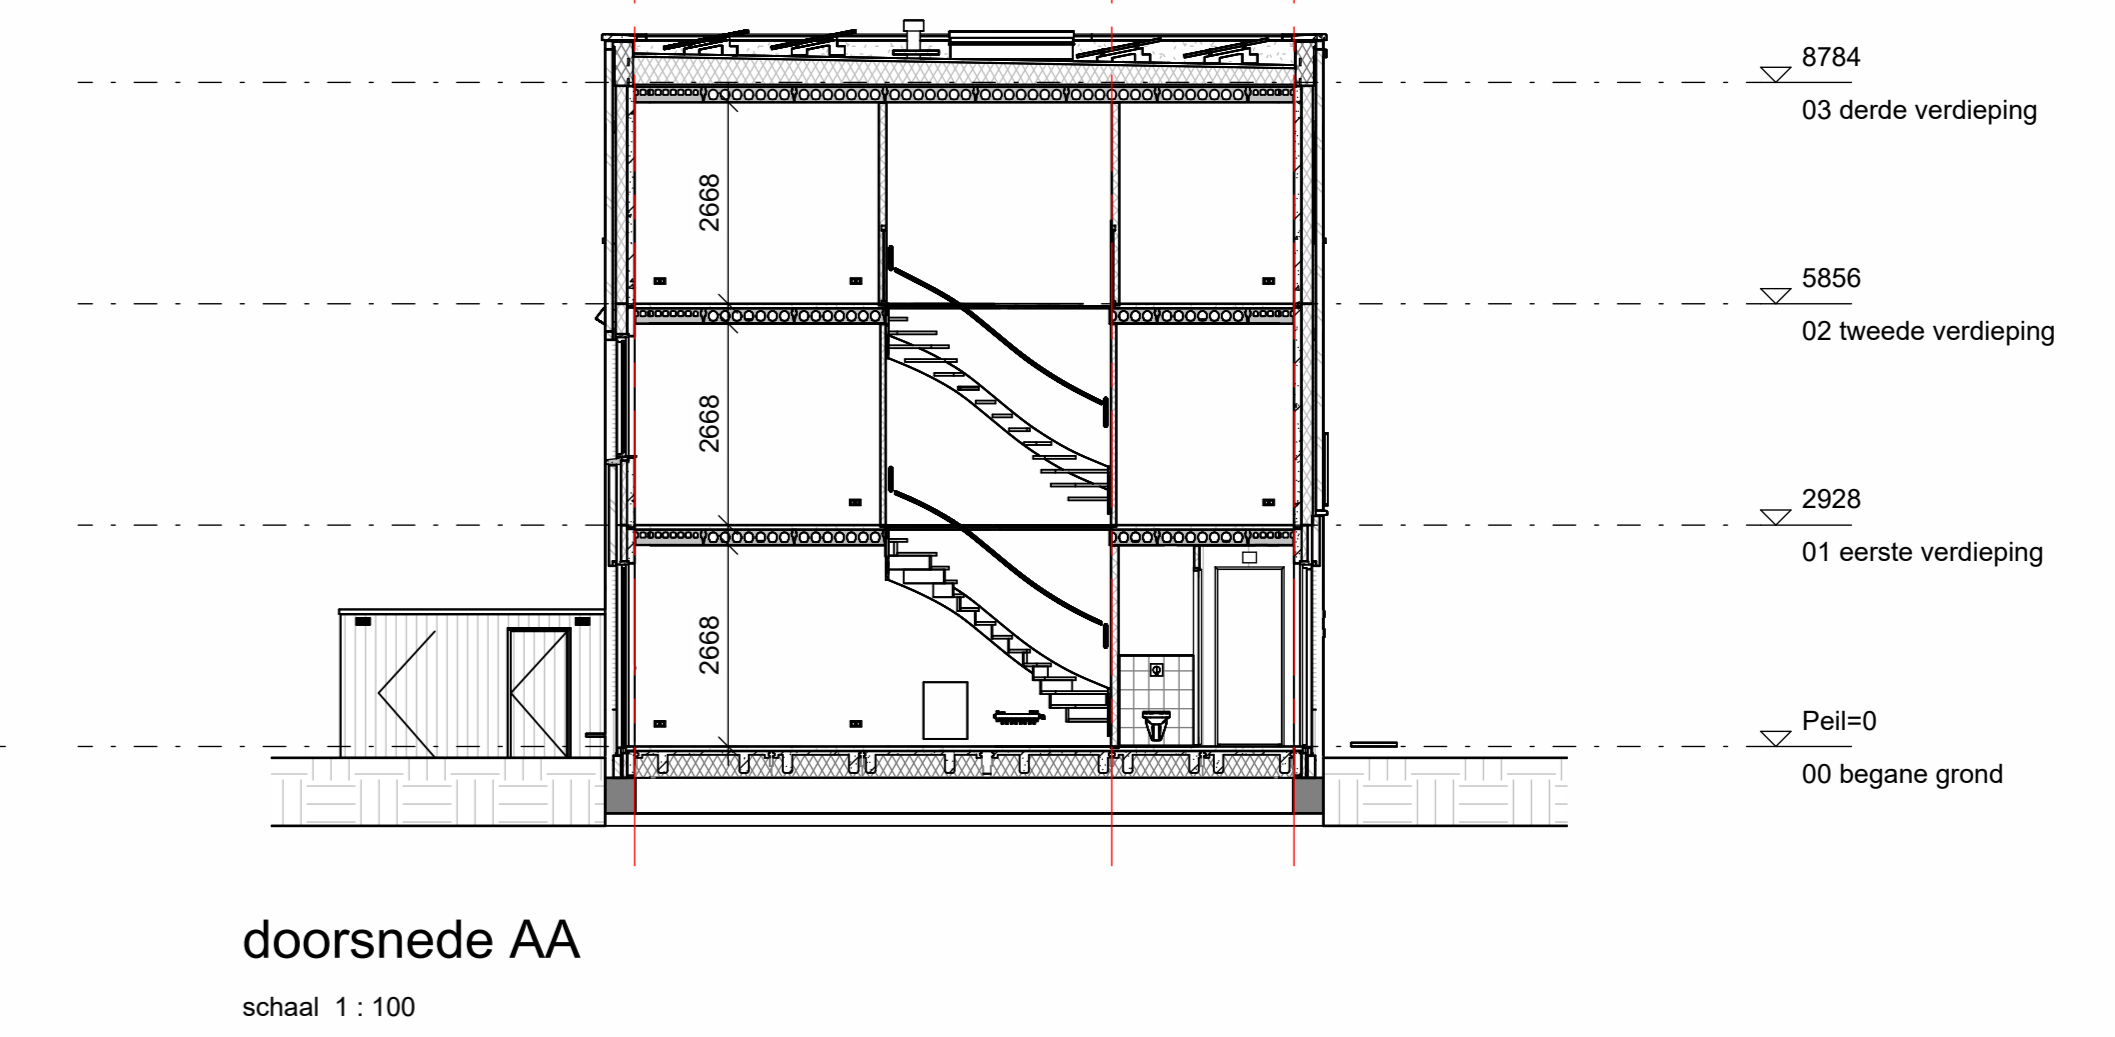 8784
03 derde verdieping
2668
5856
02 tweede verdieping
2668
2928
01 eerste verdieping
2668
Peil=0
00 begane grond
doorsnede AA
schaal 1 : 100